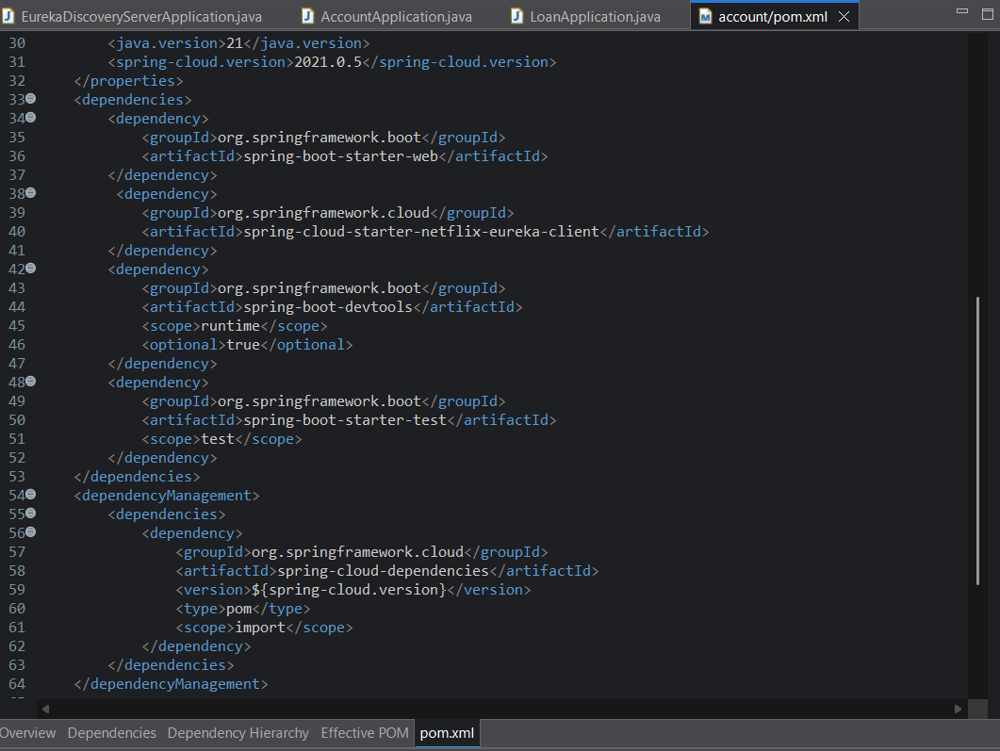 EurekaDiscoveryServerApplication.java AccountApplication.java LoanApplication.java account/pom.xml
30 <java.version>21</java.version>
31 <spring-cloud.version>2021.0.5</spring-cloud.version>
32 </properties>
33 <dependencies>
34 <dependency>
35 <groupId>org.springframework.boot</groupId>
36 <artifactId>spring-boot-starter-web</artifactId>
37 </dependency>
38 <dependency>
39 <groupId>org.springframework.cloud</groupId>
40 <artifactId>spring-cloud-starter-netflix-eureka-client</artifactId>
41 </dependency>
42 <dependency>
43 <groupId>org.springframework.boot</groupId>
44 <artifactId>spring-boot-devtools</artifactId>
45 <scope>runtime</scope>
46 <optional>true</optional>
47 </dependency>
48 <dependency>
49 <groupId>org.springframework.boot</groupId>
50 <artifactId>spring-boot-starter-test</artifactId>
51 <scope>test</scope>
52 </dependency>
53 </dependencies>
54 <dependencyManagement>
55 <dependencies>
56 <dependency>
57 <groupId>org.springframework.cloud</groupId>
58 <artifactId>spring-cloud-dependencies</artifactId>
59 <version>${spring-cloud.version}</version>
60 <type>pom</type>
61 <scope>import</scope>
62 </dependency>
63 </dependencies>
64 </dependencyManagement>
Overview Dependencies Dependency Hierarchy Effective POM pom.xml